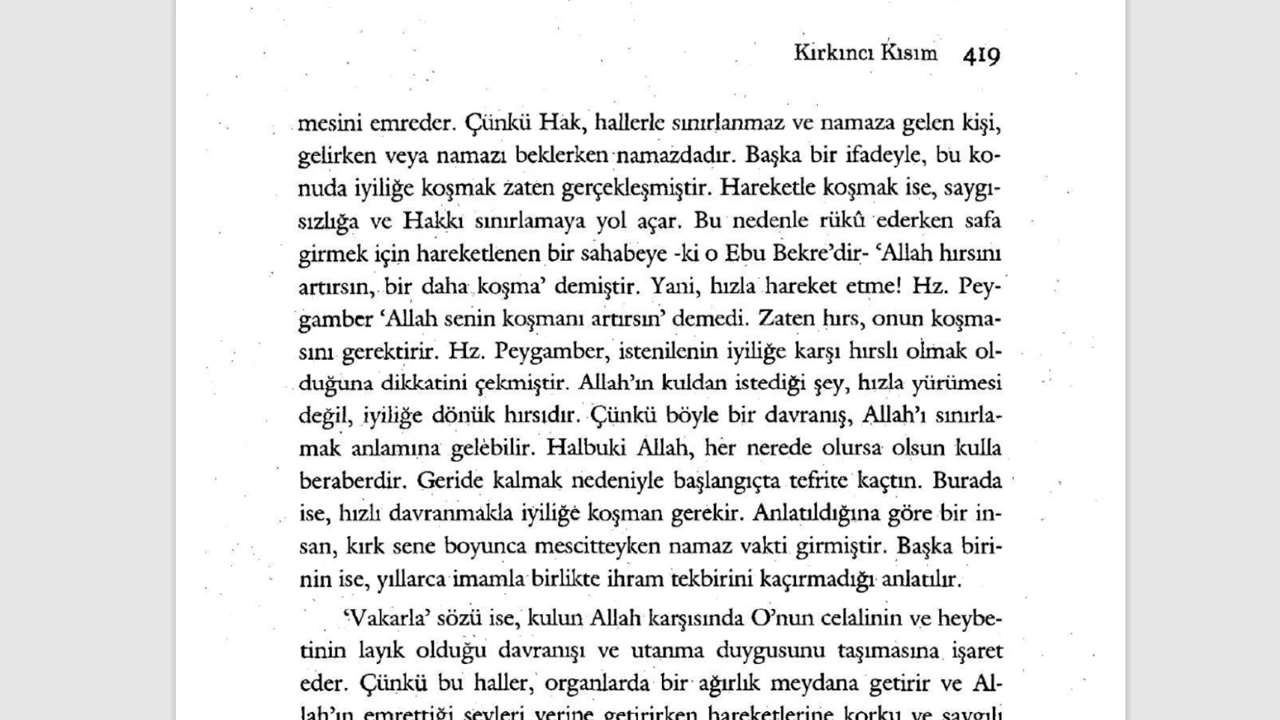 Kırkıncı Kısım 419
mesini emreder. Çünkü Hak, hallerle sınırlanmaz ve namaza gelen kişi,
gelirken veya namazı beklerken namazdadır. Başka bir ifadeyle, bu ko-
nuda iyiliğe koşmak zaten gerçekleşmiştir. Hareketle koşmak ise, saygı-
sızlığa ve Hakkı sınırlamaya yol açar. Bu nedenle rükû ederken safa
girmek için hareketlenen bir sahabeye -ki o Ebu Bekre’dir- ‘Allah hırsını
artırsın, bir daha koşma’ demiştir. Yani, hızla hareket etme! Hz. Pey-
gamber ‘Allah senin koşmanı artırsın’ demedi. Zaten hırs, onun koşma-
sını gerektirir. Hz. Peygamber, istenilenin iyiliğe karşı hırslı olmak ol-
duğuna dikkatini çekmiştir. Allah’ın kuldan istediği şey, hızla yürümesi
değil, iyiliğe dönük hırsıdır. Çünkü böyle bir davranış, Allah’ı sınırla-
mak anlamına gelebilir. Halbuki Allah, her nerede olursa olsun kulla
beraberdir. Geride kalmak nedeniyle başlangıçta tefrite kaçtın. Burada
ise, hızlı davranmakla iyiliğe koşman gerekir. Anlatıldığına göre bir in-
san, kırk sene boyunca mescitteyken namaz vakti girmiştir. Başka biri-
nin ise, yıllarca imamla birlikte ihram tekbirini kaçırmadığı anlatılır.
‘Vakarla’ sözü ise, kulun Allah karşısında O’nun celalinin ve heybe-
tinin layık olduğu davranışı ve utanma duygusunu taşımasına işaret
eder. Çünkü bu haller, organlarda bir ağırlık meydana getirir ve Al-
lah’ın emrettiği şeyleri yerine getirirken hareketlerine korku ve saygılı